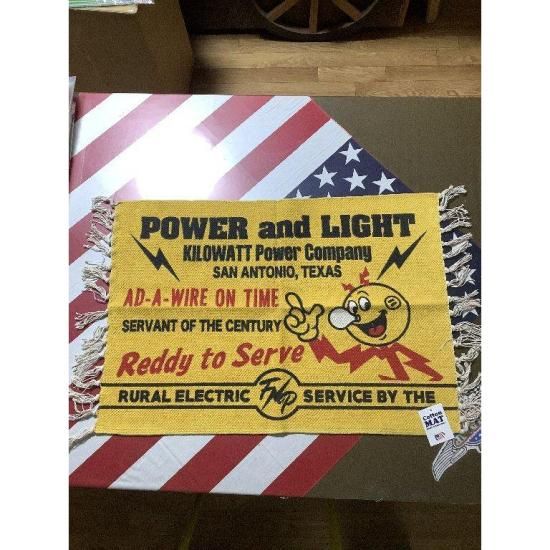 POWER and LIGHT
KILOWATT Power Company
SAN ANTONIO, TEXAS
AD-A-WIRE ON TIME
SERVANT OF THE CENTURY
Reddy to Serve
RURAL ELECTRIC
SERVICE BY THE
Cotton
MAT